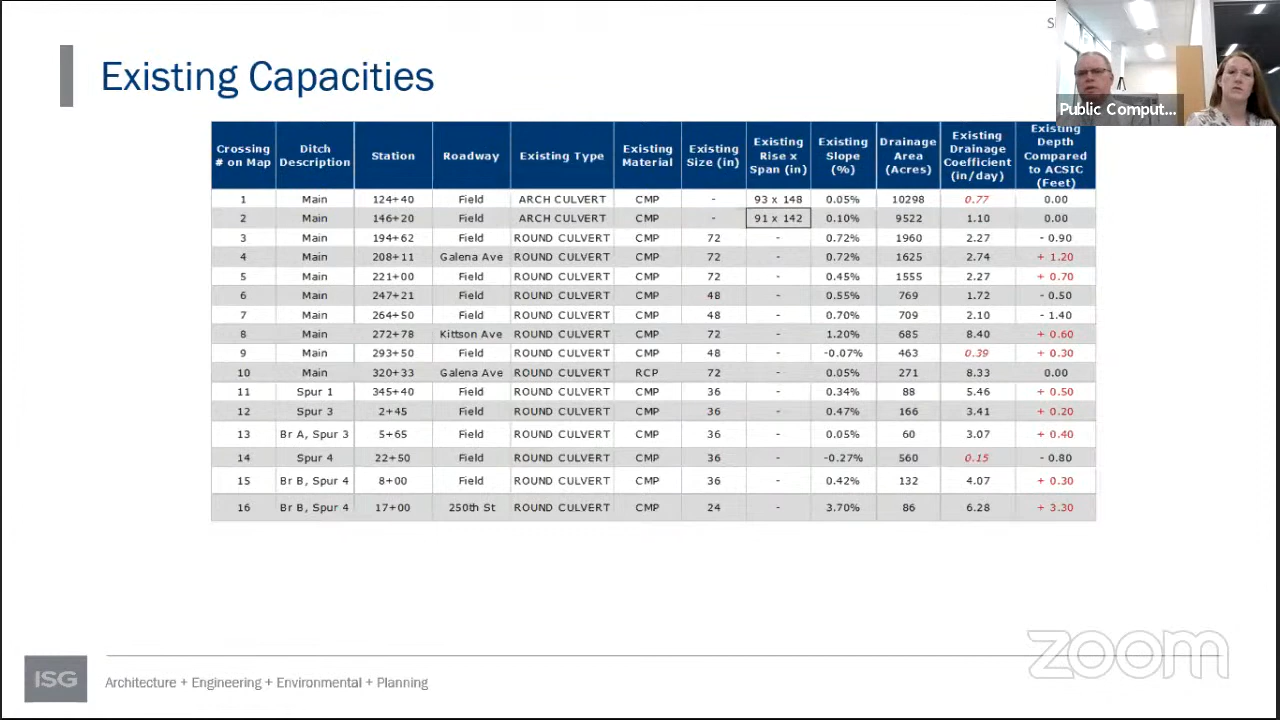 S
Existing Capacities
Public Comput...
Crossing # on Map Ditch Description Station Roadway Existing Type Existing Material Existing Size (in) Existing Rise x Span (in) Existing Slope (%) Drainage Area (Acres) Existing Drainage Coefficient (in/day) Existing Depth Compared to ACSIC (Feet)
1 Main 124+40 Field ARCH CULVERT CMP - 93 x 148 0.05% 10298 0.77 0.00
2 Main 146+20 Field ARCH CULVERT CMP - 91 x 142 0.10% 9522 1.10 0.00
3 Main 194+62 Field ROUND CULVERT CMP 72 - 0.72% 1960 2.27 - 0.90
4 Main 208+11 Galena Ave ROUND CULVERT CMP 72 - 0.72% 1625 2.74 + 1.20
5 Main 221+00 Field ROUND CULVERT CMP 72 - 0.45% 1555 2.27 + 0.70
6 Main 247+21 Field ROUND CULVERT CMP 48 - 0.55% 769 1.72 - 0.50
7 Main 264+50 Field ROUND CULVERT CMP 48 - 0.70% 709 2.10 - 1.40
8 Main 272+78 Kittson Ave ROUND CULVERT CMP 72 - 1.20% 685 8.40 + 0.60
9 Main 293+50 Field ROUND CULVERT CMP 48 - -0.07% 463 0.39 + 0.30
10 Main 320+33 Galena Ave ROUND CULVERT RCP 72 - 0.05% 271 8.33 0.00
11 Spur 1 345+40 Field ROUND CULVERT CMP 36 - 0.34% 88 5.46 + 0.50
12 Spur 3 2+45 Field ROUND CULVERT CMP 36 - 0.47% 166 3.41 + 0.20
13 Br A, Spur 3 5+65 Field ROUND CULVERT CMP 36 - 0.05% 60 3.07 + 0.40
14 Spur 4 22+50 Field ROUND CULVERT CMP 36 - -0.27% 560 0.15 - 0.80
15 Br B, Spur 4 8+00 Field ROUND CULVERT CMP 36 - 0.42% 132 4.07 + 0.30
16 Br B, Spur 4 17+00 250th St ROUND CULVERT CMP 24 - 3.70% 86 6.28 + 3.30
zoom
ISG Architecture + Engineering + Environmental + Planning